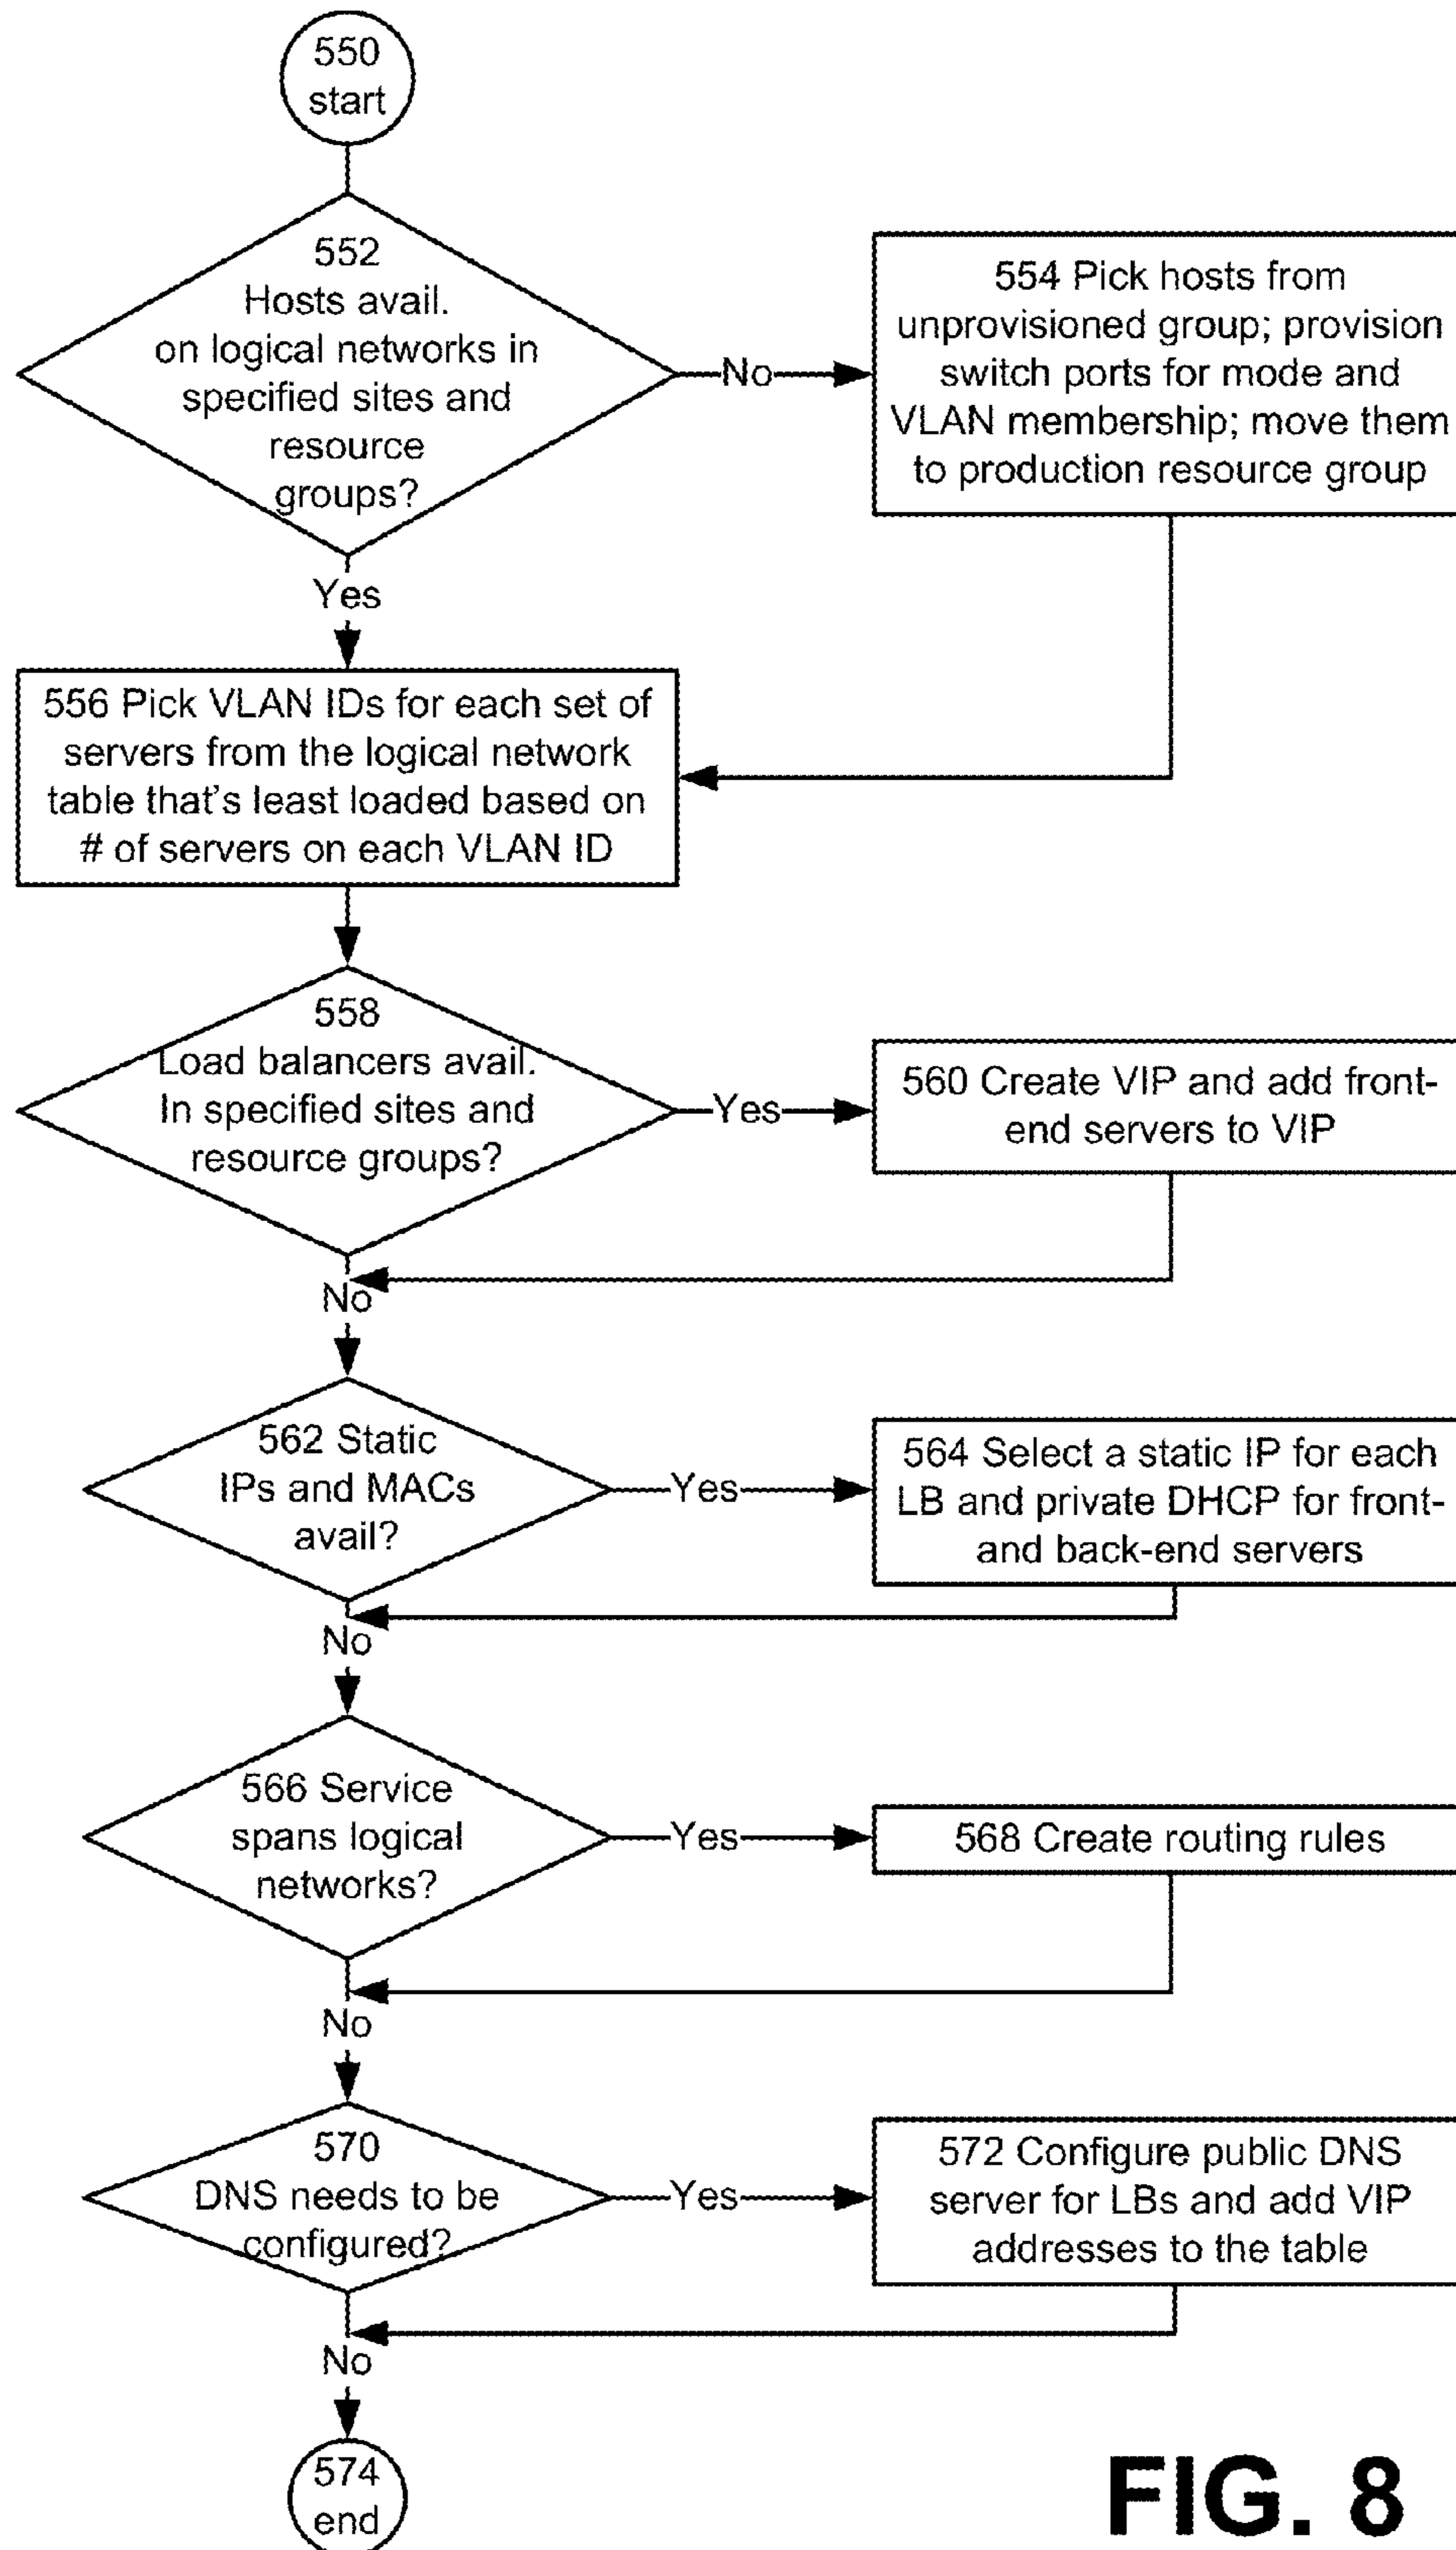 550
start
552
Hosts avail.
on logical networks in
specified sites and
resource
groups?
No
554 Pick hosts from
unprovisioned group; provision
switch ports for mode and
VLAN membership; move them
to production resource group
Yes
556 Pick VLAN IDs for each set of
servers from the logical network
table that's least loaded based on
# of servers on each VLAN ID
558
Load balancers avail.
In specified sites and
resource groups?
Yes
560 Create VIP and add front-
end servers to VIP
No
562 Static
IPs and MACs
avail?
Yes
564 Select a static IP for each
LB and private DHCP for front-
and back-end servers
No
566 Service
spans logical
networks?
Yes
568 Create routing rules
No
570
DNS needs to be
configured?
Yes
572 Configure public DNS
server for LBs and add VIP
addresses to the table
No
574
end
FIG. 8